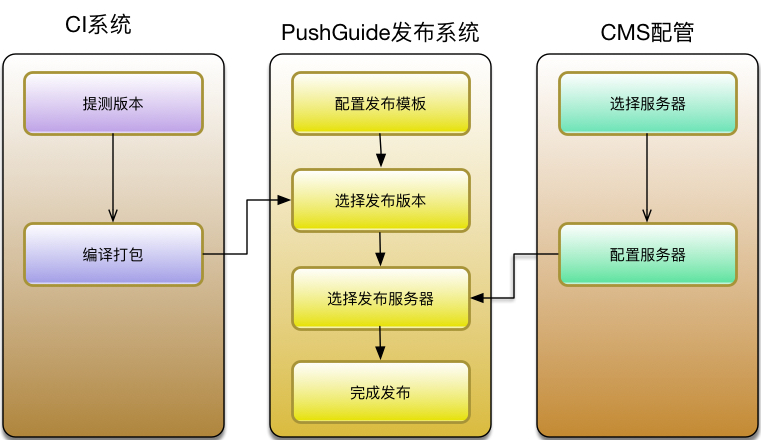 CI系统
提测版本
编译打包
PushGuide发布系统
配置发布模板
选择发布版本
选择发布服务器
完成发布
CMS配管
选择服务器
配置服务器